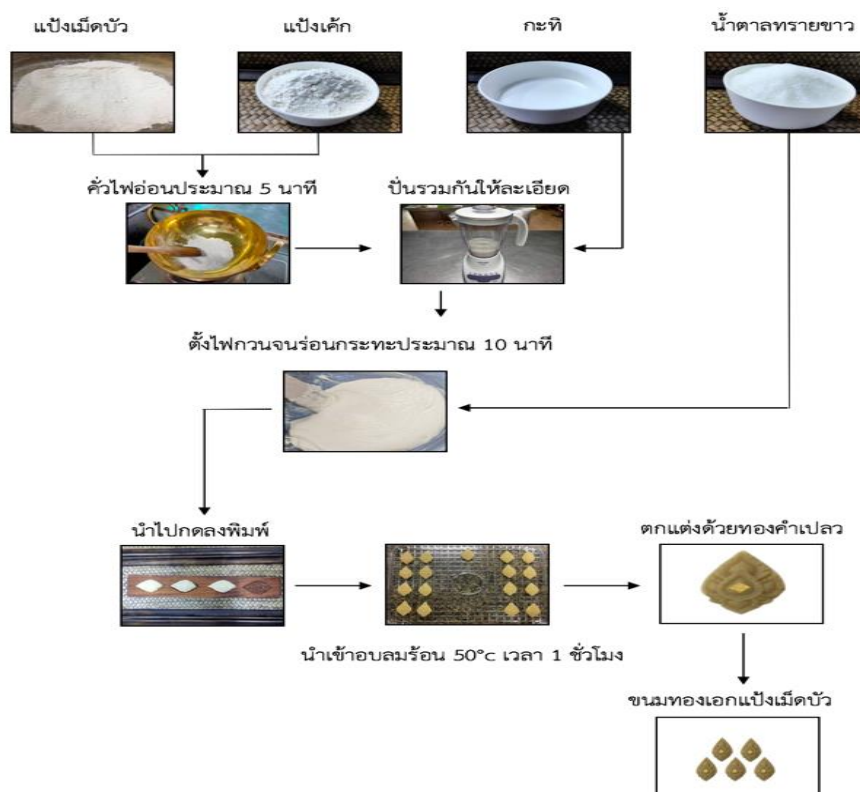 แป้งเม็ดบัว
แป้งเค้ก
กะทิ
น้ำตาลทรายขาว
คั่วไฟอ่อนประมาณ 5 นาที
ปั่นรวมกันให้ละเอียด
ตั้งไฟกวนจนร่อนกระทะประมาณ 10 นาที
นำไปกดลงพิมพ์
ตกแต่งด้วยทองคำเปลว
นำเข้าอบลมร้อน 50°c เวลา 1 ชั่วโมง
ขนมทองเอกแป้งเม็ดบัว